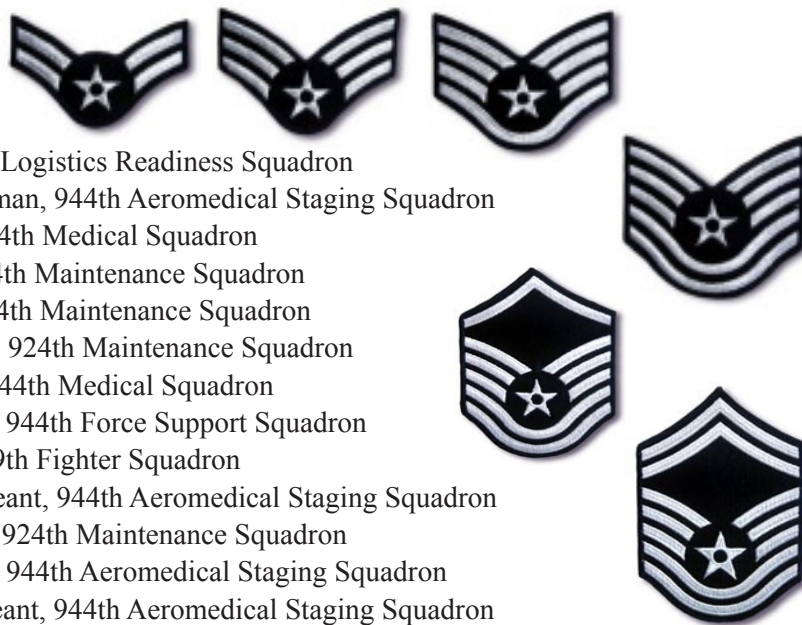 Logistics Readiness Squadron
man, 944th Aeromedical Staging Squadron
4th Medical Squadron
4th Maintenance Squadron
4th Maintenance Squadron
, 924th Maintenance Squadron
44th Medical Squadron
, 944th Force Support Squadron
9th Fighter Squadron
eant, 944th Aeromedical Staging Squadron
924th Maintenance Squadron
, 944th Aeromedical Staging Squadron
eant, 944th Aeromedical Staging Squadron